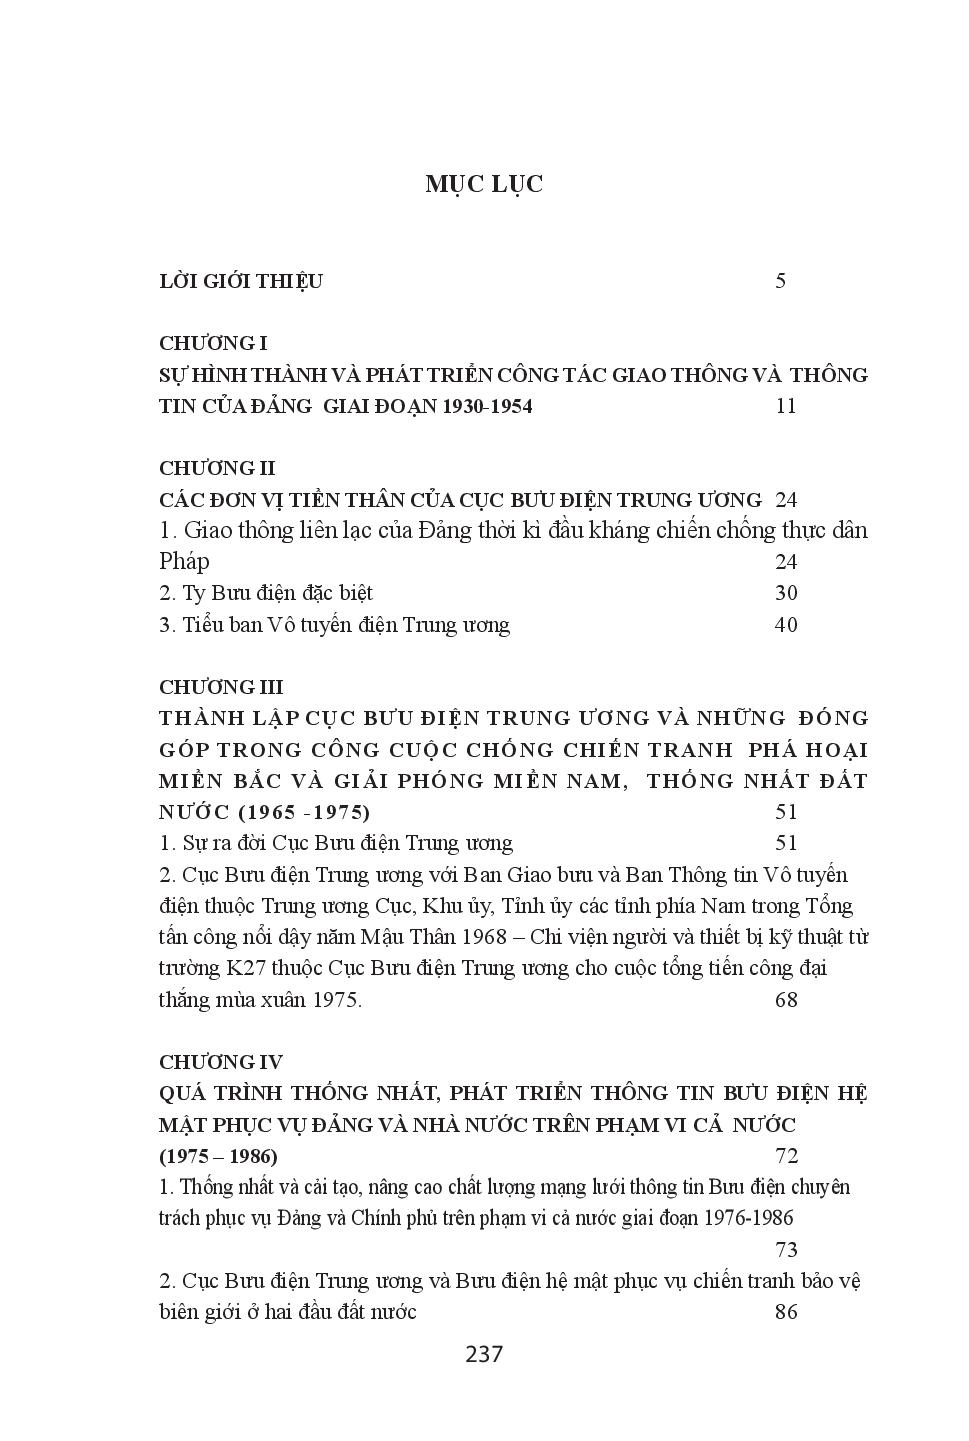 MỤC LỤC
LỜI GIỚI THIỆU 5
CHƯƠNG I
SỰ HÌNH THÀNH VÀ PHÁT TRIỂN CÔNG TÁC GIAO THÔNG VÀ THÔNG
TIN CỦA ĐẢNG GIAI ĐOẠN 1930-1954 11
CHƯƠNG II
CÁC ĐƠN VỊ TIỀN THÂN CỦA CỤC BƯU ĐIỆN TRUNG ƯƠNG 24
1. Giao thông liên lạc của Đảng thời kì đầu kháng chiến chống thực dân
Pháp 24
2. Ty Bưu điện đặc biệt 30
3. Tiểu ban Vô tuyến điện Trung ương 40
CHƯƠNG III
THÀNH LẬP CỤC BƯU ĐIỆN TRUNG ƯƠNG VÀ NHỮNG ĐÓNG
GÓP TRONG CÔNG CUỘC CHỐNG CHIẾN TRANH PHÁ HOẠI
MIỀN BẮC VÀ GIẢI PHÓNG MIỀN NAM, THỐNG NHẤT ĐẤT
NƯỚC (1965 -1975) 51
1. Sự ra đời Cục Bưu điện Trung ương 51
2. Cục Bưu điện Trung ương với Ban Giao bưu và Ban Thông tin Vô tuyến
điện thuộc Trung ương Cục, Khu ủy, Tỉnh ủy các tỉnh phía Nam trong Tổng
tấn công nổi dậy năm Mậu Thân 1968 – Chi viện người và thiết bị kỹ thuật từ
trường K27 thuộc Cục Bưu điện Trung ương cho cuộc tổng tiến công đại
thắng mùa xuân 1975. 68
CHƯƠNG IV
QUÁ TRÌNH THỐNG NHẤT, PHÁT TRIỂN THÔNG TIN BƯU ĐIỆN HỆ
MẬT PHỤC VỤ ĐẢNG VÀ NHÀ NƯỚC TRÊN PHẠM VI CẢ NƯỚC
(1975 – 1986) 72
1. Thống nhất và cải tạo, nâng cao chất lượng mạng lưới thông tin Bưu điện chuyên
trách phục vụ Đảng và Chính phủ trên phạm vi cả nước giai đoạn 1976-1986
73
2. Cục Bưu điện Trung ương và Bưu điện hệ mật phục vụ chiến tranh bảo vệ
biên giới ở hai đầu đất nước 86
237